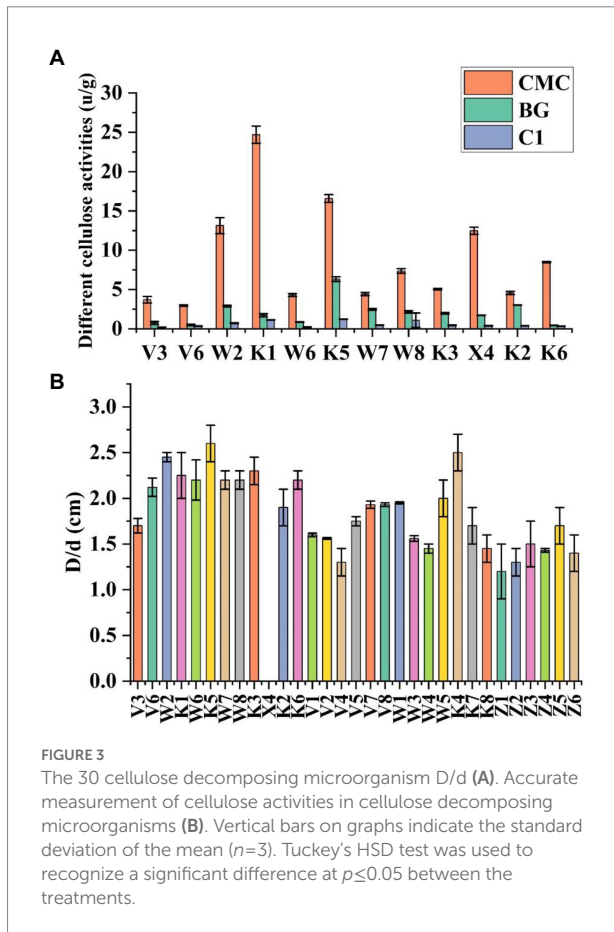 A
Different cellulose activities (u/g)
30
25
20
15
10
5
0
CMC
BG
C1
V3 V6 W2 K1 W6 K5 W7 W8 K3 X4 K2 K6
B
D/d (cm)
3.0
2.5
2.0
1.5
1.0
0.5
0.0
V3 V6 W2 K1 W6 K5 W7 W8 K3 X4 K2 K6 V1 V2 V4 V5 V7 V8 W1 W3 W4 W5 K4 K7 K8 Z1 Z2 Z3 Z4 Z5 Z6
FIGURE 3
The 30 cellulose decomposing microorganism D/d (A). Accurate
measurement of cellulose activities in cellulose decomposing
microorganisms (B). Vertical bars on graphs indicate the standard
deviation of the mean (n=3). Tuckey's HSD test was used to
recognize a significant difference at p≤0.05 between the
treatments.